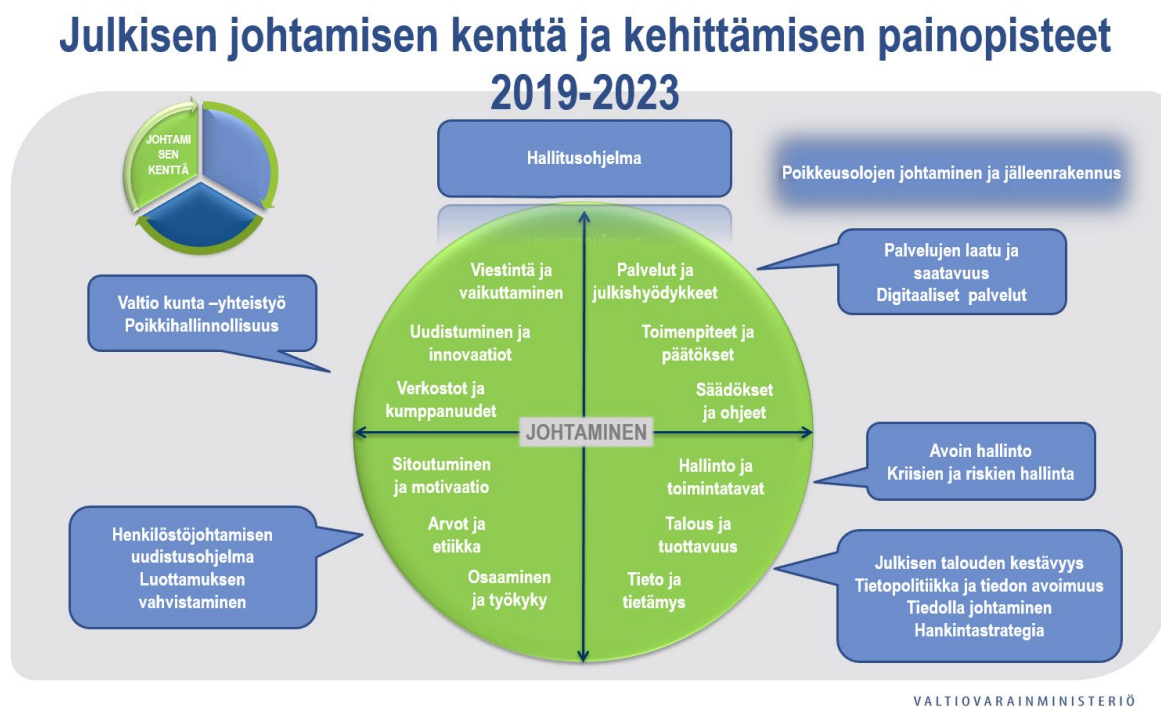 Julkisen johtamisen kenttä ja kehittämisen painopisteet
2019-2023
JOHTAMI
SEN
KENTTÄ
Hallitusohjelma
Poikkeusolojen johtaminen ja jälleenrakennus
Palvelujen laatu ja
saatavuus
Digitaaliset palvelut
Valtio kunta –yhteistyö
Poikkihallinnollisuus
Viestintä ja
vaikuttaminen
Palvelut ja
julkishyödykkeet
Uudistuminen ja
innovaatiot
Toimenpiteet ja
päätökset
Verkostot ja
kumppanuudet
Säädökset
ja ohjeet
JOHTAMINEN
Sitoutuminen
ja motivaatio
Hallinto ja
toimintatavat
Arvot ja
etiikka
Talous ja
tuottavuus
Osaaminen
ja työkyky
Tieto ja
tietämys
Avoin hallinto
Kriisien ja riskien hallinta
Henkilöstöjohtamisen
uudistusohjelma
Luottamuksen
vahvistaminen
Julkisen talouden kestävyys
Tietopolitiikka ja tiedon avoimuus
Tiedolla johtaminen
Hankintastrategia
VALTIOVARAINMINISTERIÖ